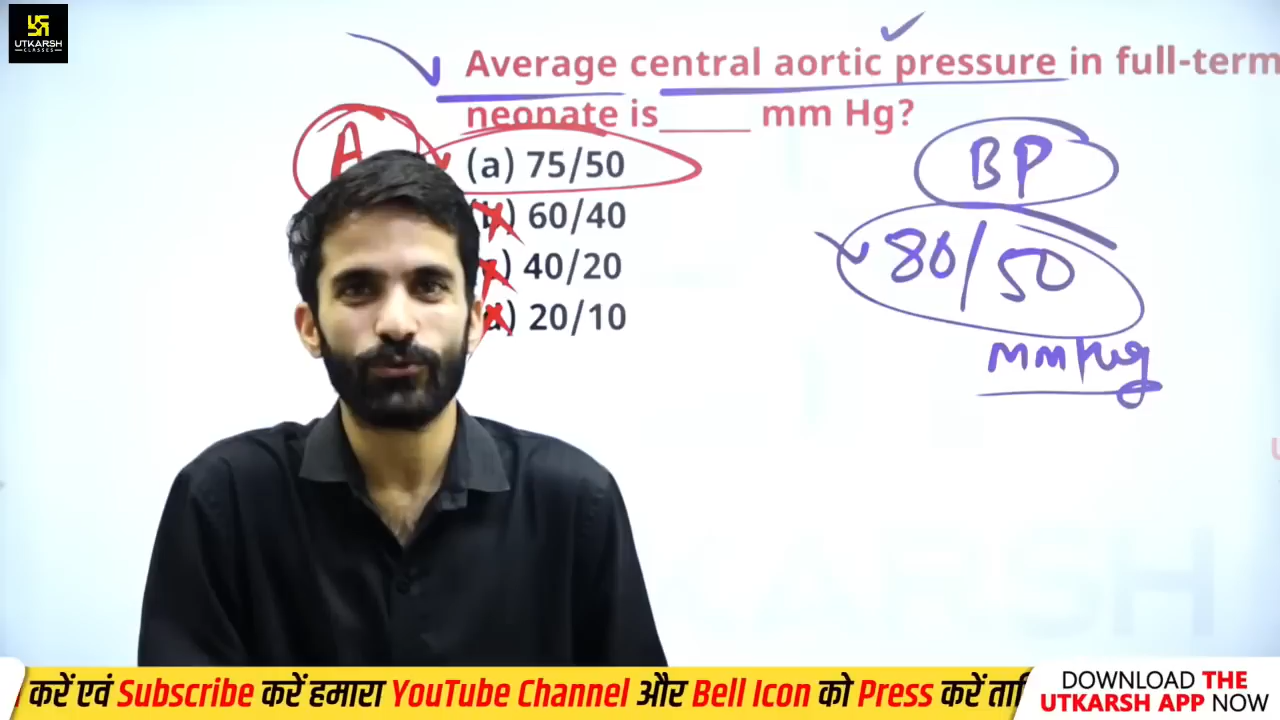 UTKARSH
CLASSES
Average central aortic pressure in full-term
neonate is_____ mm Hg?
A
(a) 75/50
(b) 60/40
) 40/20
(d) 20/10
BP
80/50
mmHg
KARSH
करें एवं Subscribe करें हमारा YouTube Channel और Bell Icon को Press करें
DOWNLOAD THE
UTKARSH APP NOW